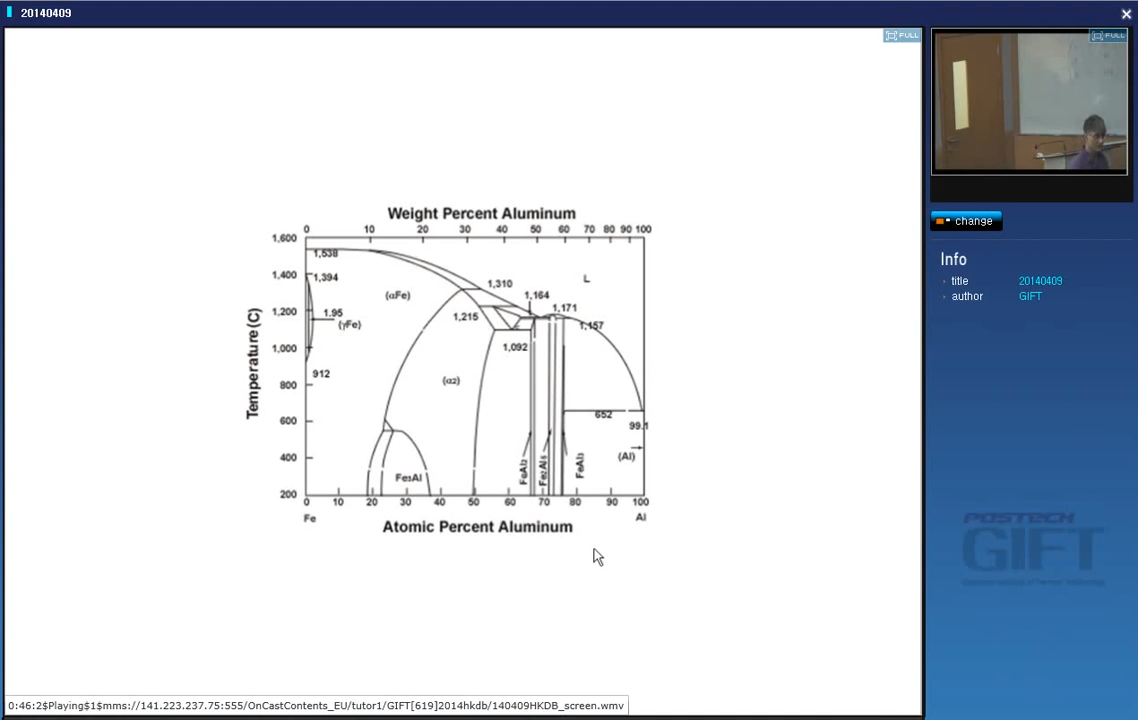 20140409
FULL
FULL
change
Info
title 20140409
author GIFT
Weight Percent Aluminum
0 10 20 30 40 50 60 70 80 90 100
1,600
1,538
1,400
1,394
L
1,310
(αFe)
1,164
1,171
1,200
1.95
(γFe)
1,215
1,157
1,000
1,092
912
800
(α2)
600
652
99.1
400
(Al)
Fe₃Al
FeAl₂
Fe₂Al₅
FeAl₃
200
Temperature (C)
0 10 20 30 40 50 60 70 80 90 100
Fe Al
Atomic Percent Aluminum
POSTECH
GIFT
0:46:2$Playing$1$mms://141.223.237.75:555/OnCastContents_EU/tutor1/GIFT[619]2014hkdb/140409HKDB_screen.wmv